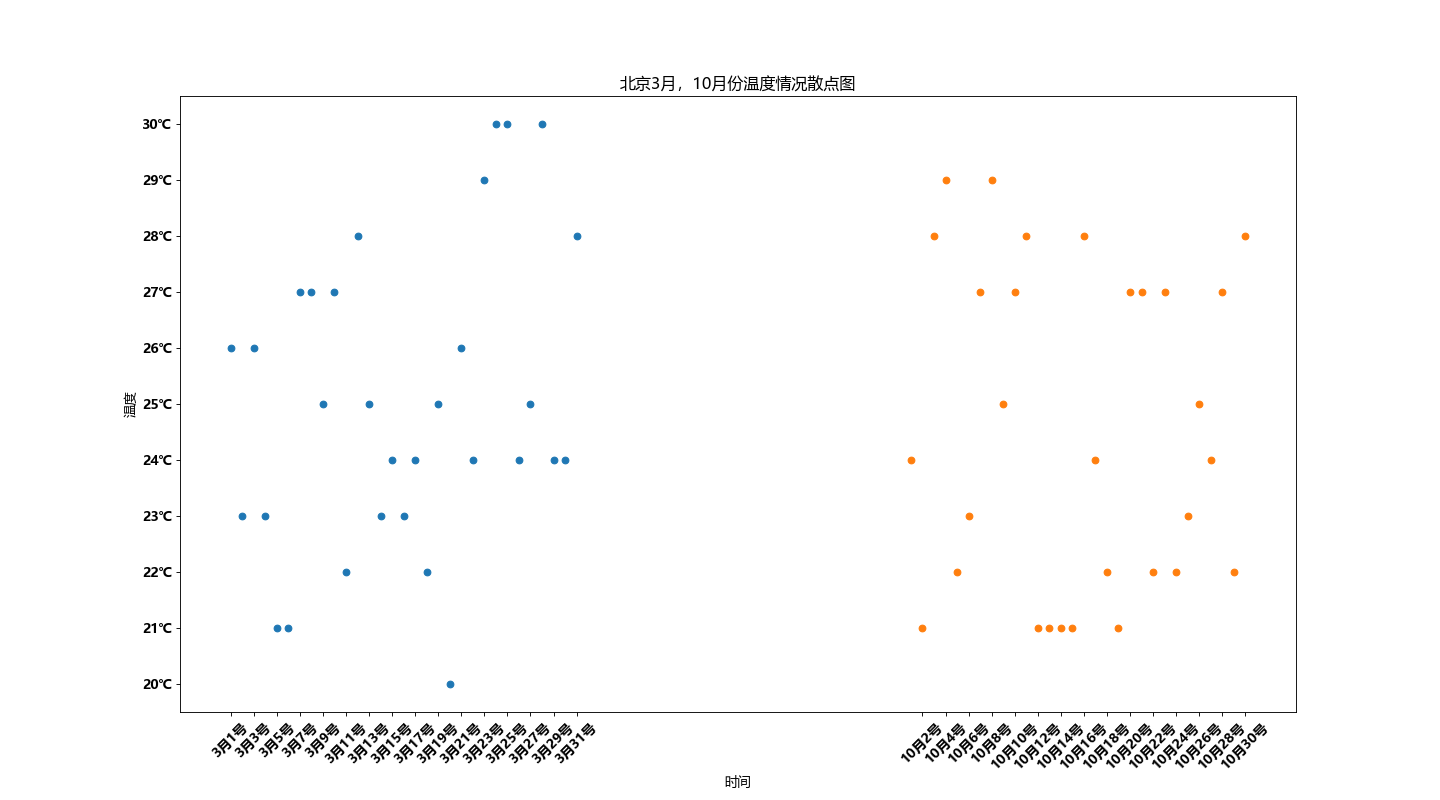 北京3月，10月份温度情况散点图
30℃
29℃
28℃
27℃
26℃
25℃
24℃
23℃
22℃
21℃
20℃
温度
3月1号
3月3号
3月5号
3月7号
3月9号
3月11号
3月13号
3月15号
3月17号
3月19号
3月21号
3月23号
3月25号
3月27号
3月29号
3月31号
10月2号
10月4号
10月6号
10月8号
10月10号
10月12号
10月14号
10月16号
10月18号
10月20号
10月22号
10月24号
10月26号
10月28号
10月30号
时间